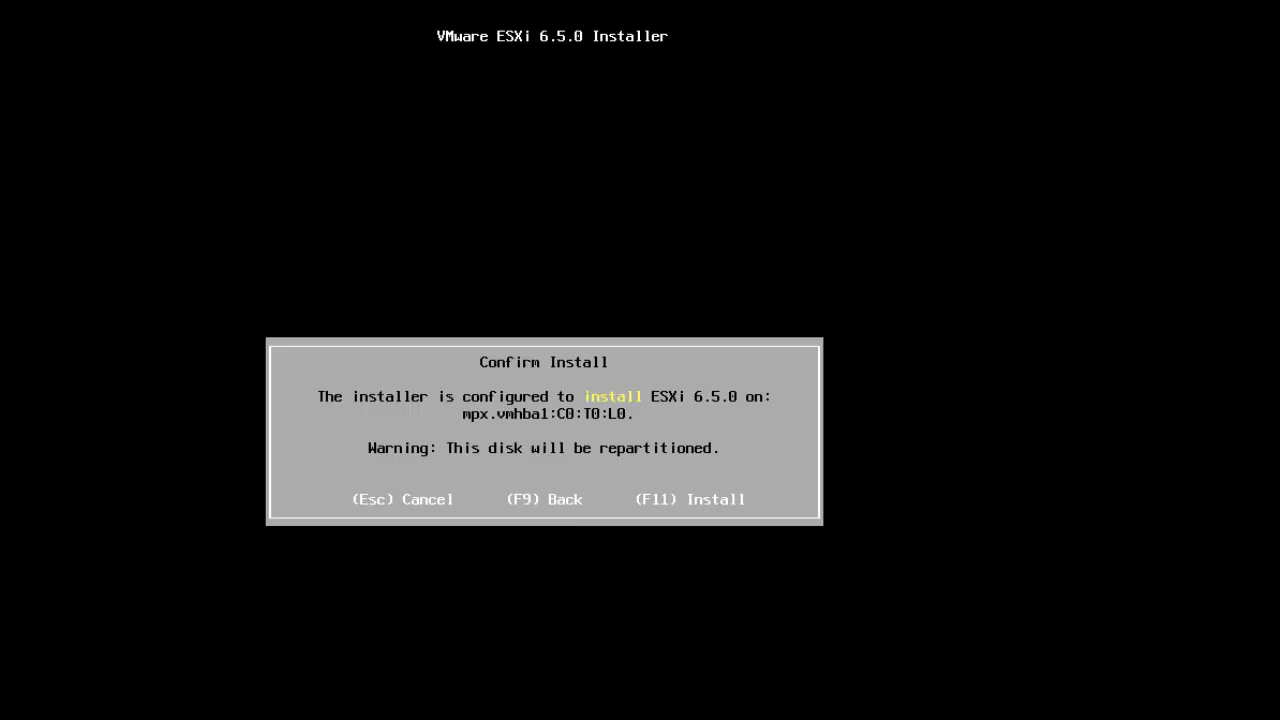 VMware ESXi 6.5.0 Installer
Confirm Install
The installer is configured to install ESXi 6.5.0 on:
mpx.vmhba1:C0:T0:L0.
Warning: This disk will be repartitioned.
(Esc) Cancel (F9) Back (F11) Install